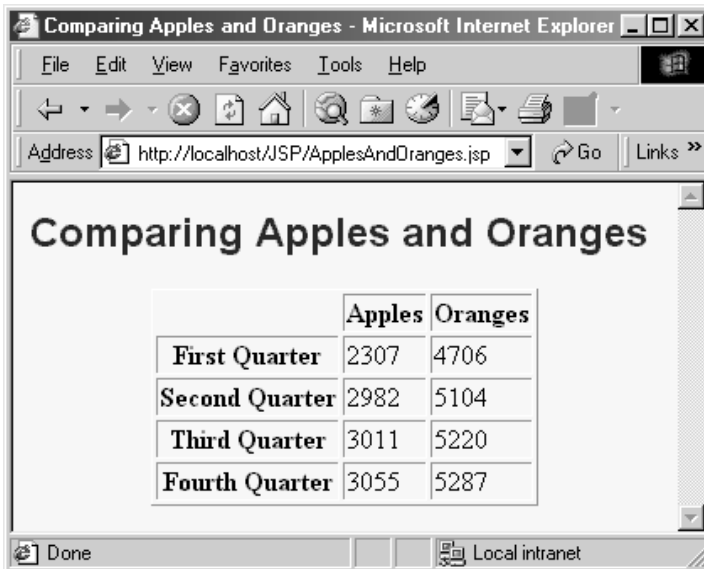 Comparing Apples and Oranges - Microsoft Internet Explorer
File Edit View Favorites Tools Help
Address http://localhost/JSP/ApplesAndOranges.jsp Go Links »
Comparing Apples and Oranges
Apples Oranges
First Quarter 2307 4706
Second Quarter 2982 5104
Third Quarter 3011 5220
Fourth Quarter 3055 5287
Done Local intranet